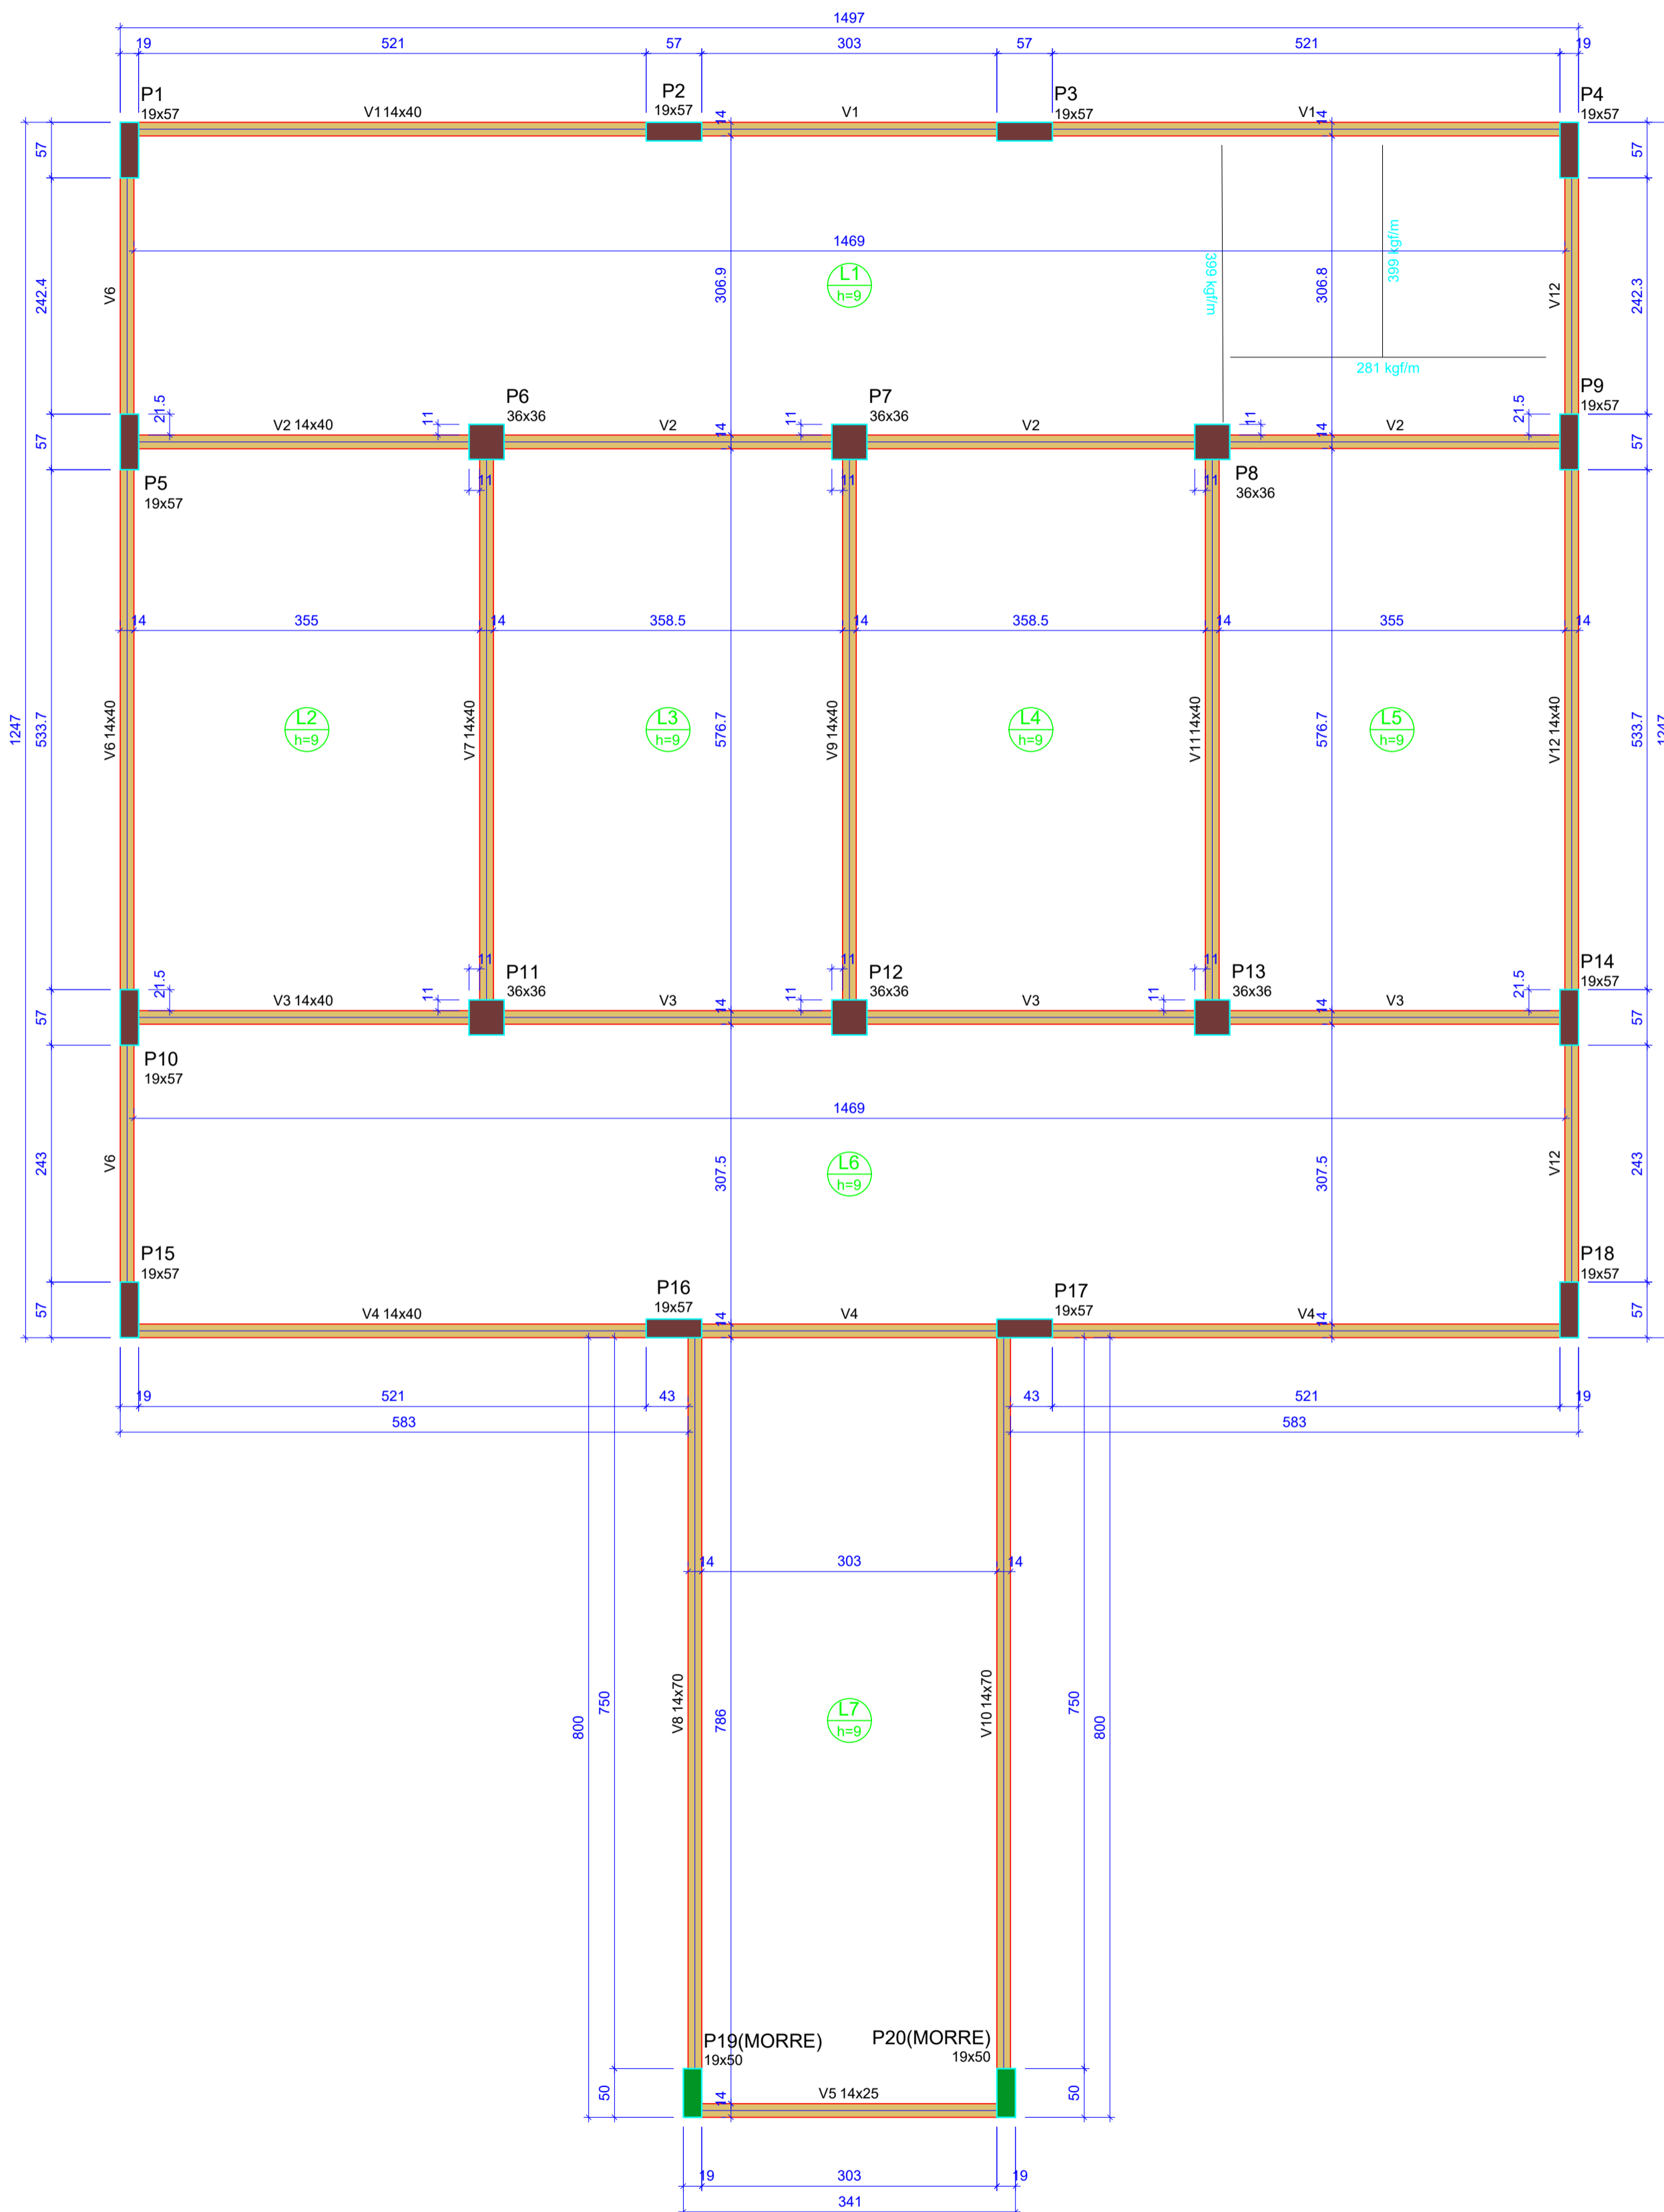 1497
19 521 57 303 57 521 19
P1
19x57
V1 14x40
P2
19x57
14
V1
P3
19x57
V1
14
P4
19x57
57
57
1469
242.4
V6
306.9
L1
h=9
399 kgf/m
306.8
399 kgf/m
V12
242.3
281 kgf/m
21.5
P6
36x36
P7
36x36
P9
19x57
21.5
57
V2 14x40
11
V2
14
11
V2
11
14
V2
57
P5
19x57
11
11
11
P8
36x36
14 355 14 358.5 14 358.5 14 355 14
1247
533.7
V6 14x40
L2
h=9
V7 14x40
L3
h=9
576.7
V9 14x40
L4
h=9
V11 14x40
576.7
L5
h=9
V12 14x40
533.7
1247
21.5
11
P11
36x36
11
P12
36x36
11
P13
36x36
P14
19x57
21.5
57
V3 14x40
11
V3
14
11
V3
11
14
V3
57
P10
19x57
1469
243
V6
307.5
L6
h=9
307.5
V12
243
P15
19x57
P16
19x57
P17
19x57
P18
19x57
57
V4 14x40
14
V4
14
V4
57
19 521 43
43 521 19
583
583
14 303 14
800
750
V8 14x70
786
L7
h=9
V10 14x70
750
800
P19(MORRE)
19x50
P20(MORRE)
19x50
50
14
V5 14x25
50
19 303 19
341